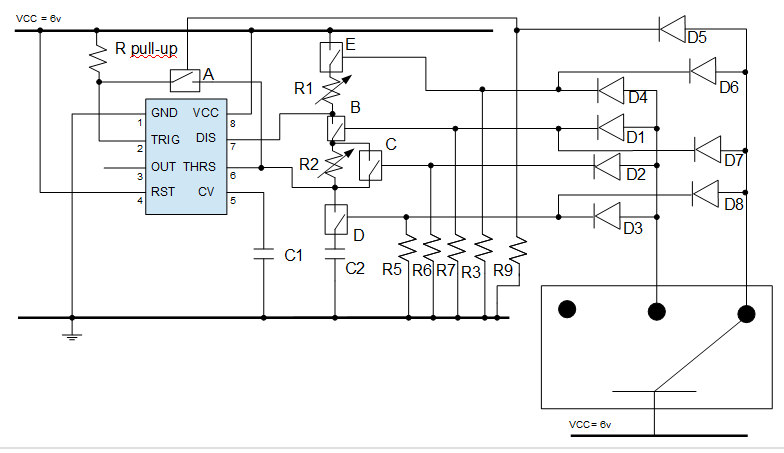 VCC = 6v
R pull-up
A
E
D5
D6
R1
D4
B
GND VCC
1 8
C
D1
TRIG DIS
2 7
D7
R2
D2
OUT THRS
3 6
RST CV
4 5
D8
D
D3
C1
C2
R5 R6 R7 R3 R9
VCC= 6v